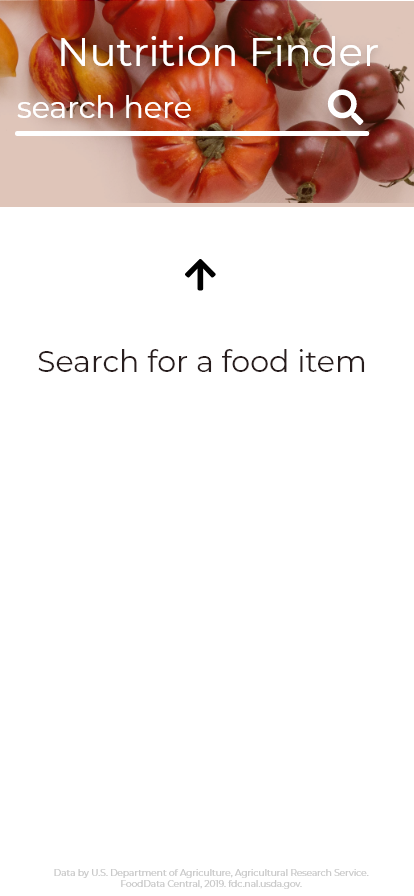 Nutrition Finder
search here
Search for a food item
Data by U.S. Department of Agriculture, Agricultural Research Service.
FoodData Central, 2019. fdc.nal.usda.gov.